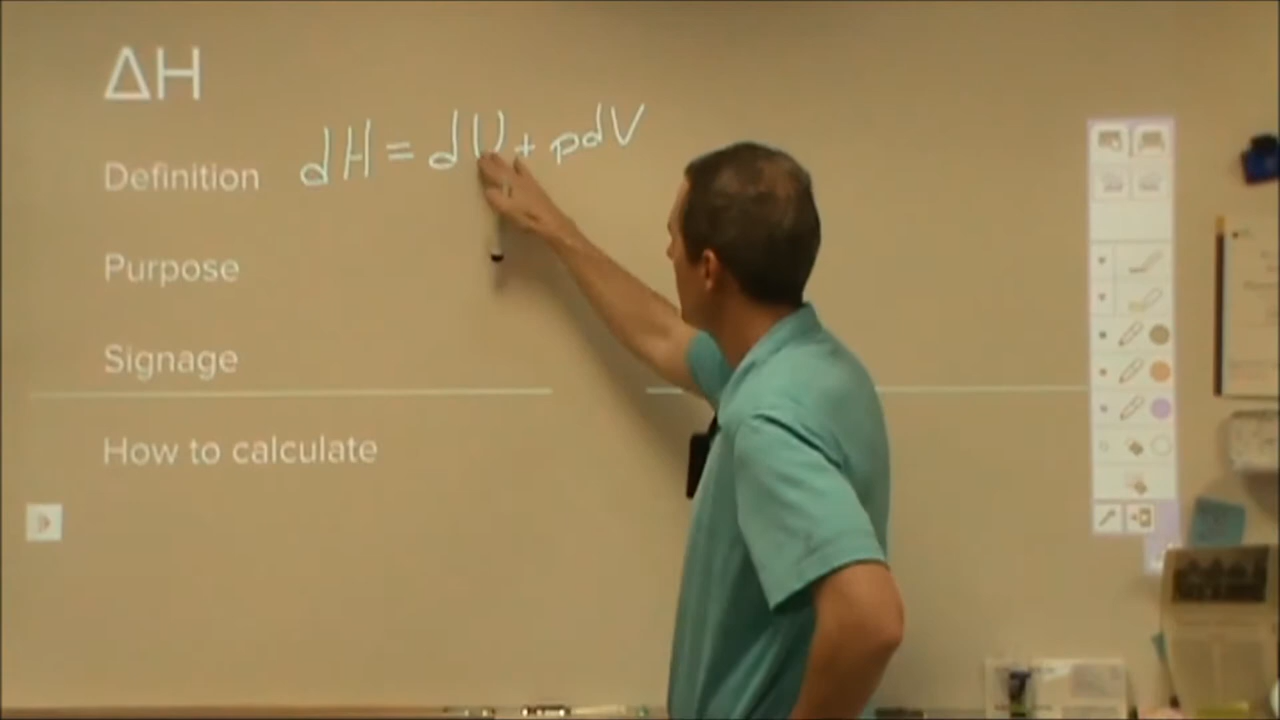 ΔH
dH = dU + pdV
Definition
Purpose
Signage
How to calculate